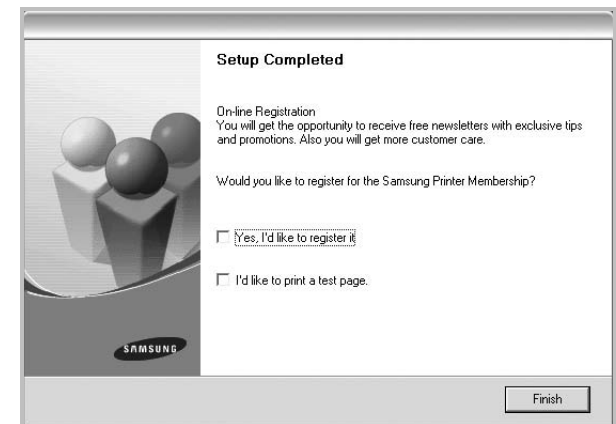 Setup Completed
On-line Registration
You will get the opportunity to receive free newsletters with exclusive tips
and promotions. Also you will get more customer care.
Would you like to register for the Samsung Printer Membership?
Yes, I'd like to register it
I'd like to print a test page.
SAMSUNG
Finish